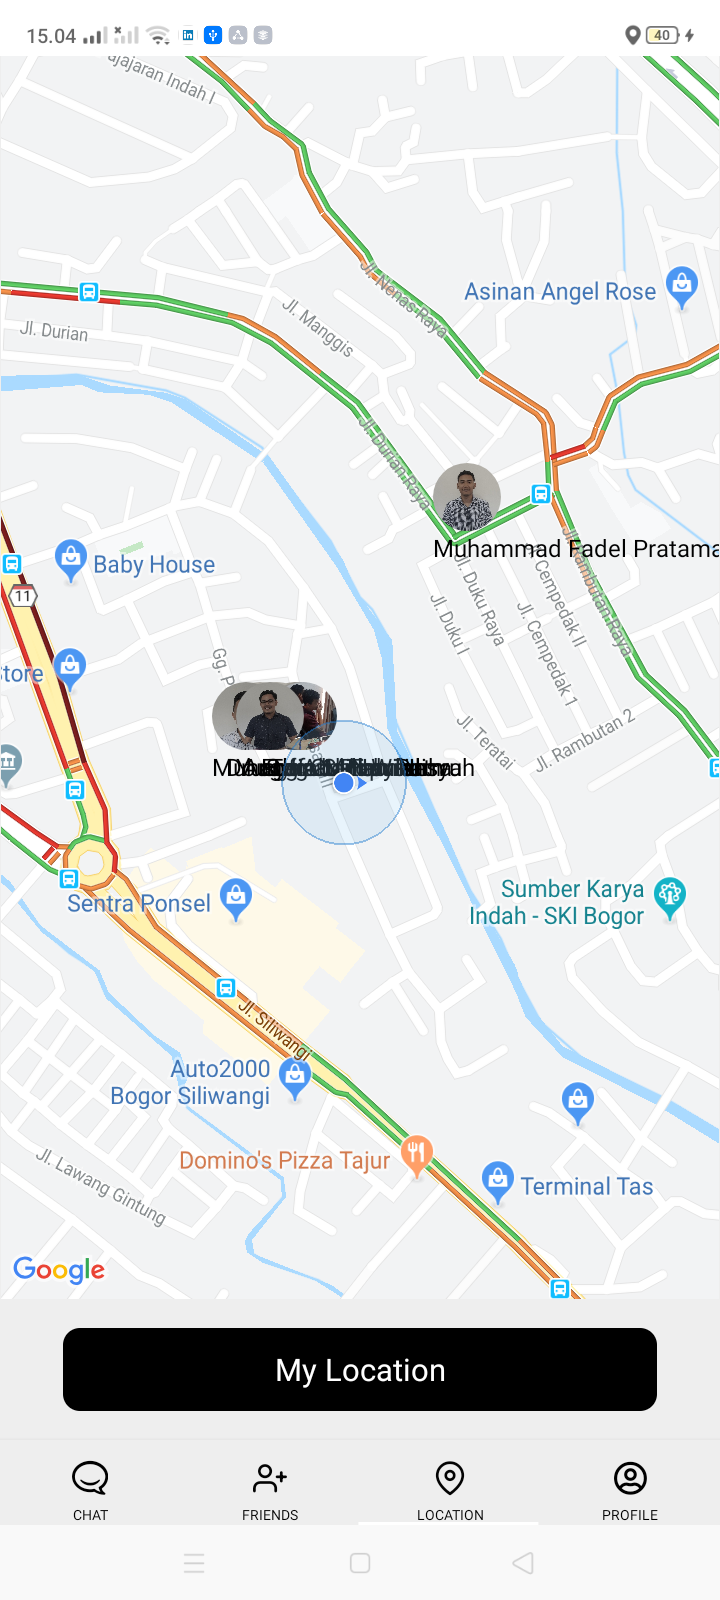 15.04
40
ajajaran Indah I
Jl. Nenas Raya
Asinan Angel Rose
Jl. Manggis
Jl. Durian
Jl. Durian Raya
Muhammad Fadel Pratama
Jl. Rambutan Raya
Cempedak II
Jl. Duku Raya
Jl. Duku I
Jl. Cempedak 1
Baby House
11
tore
Gg. P
Jl. Teratai
Jl. Rambutan 2
Sentra Ponsel
Sumber Karya
Indah - SKI Bogor
Jl. Siliwangi
Auto2000
Bogor Siliwangi
Domino's Pizza Tajur
Terminal Tas
Jl. Lawang Gintung
Google
My Location
CHAT
FRIENDS
LOCATION
PROFILE